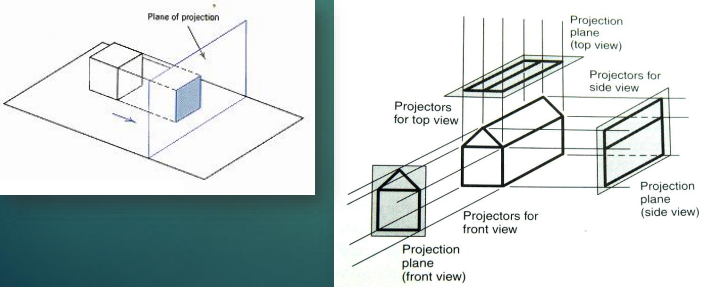 Plane of projection
Projection
plane
(top view)
Projectors for
side view
Projectors
for top view
Projection
plane
(side view)
Projectors for
front view
Projection
plane
(front view)